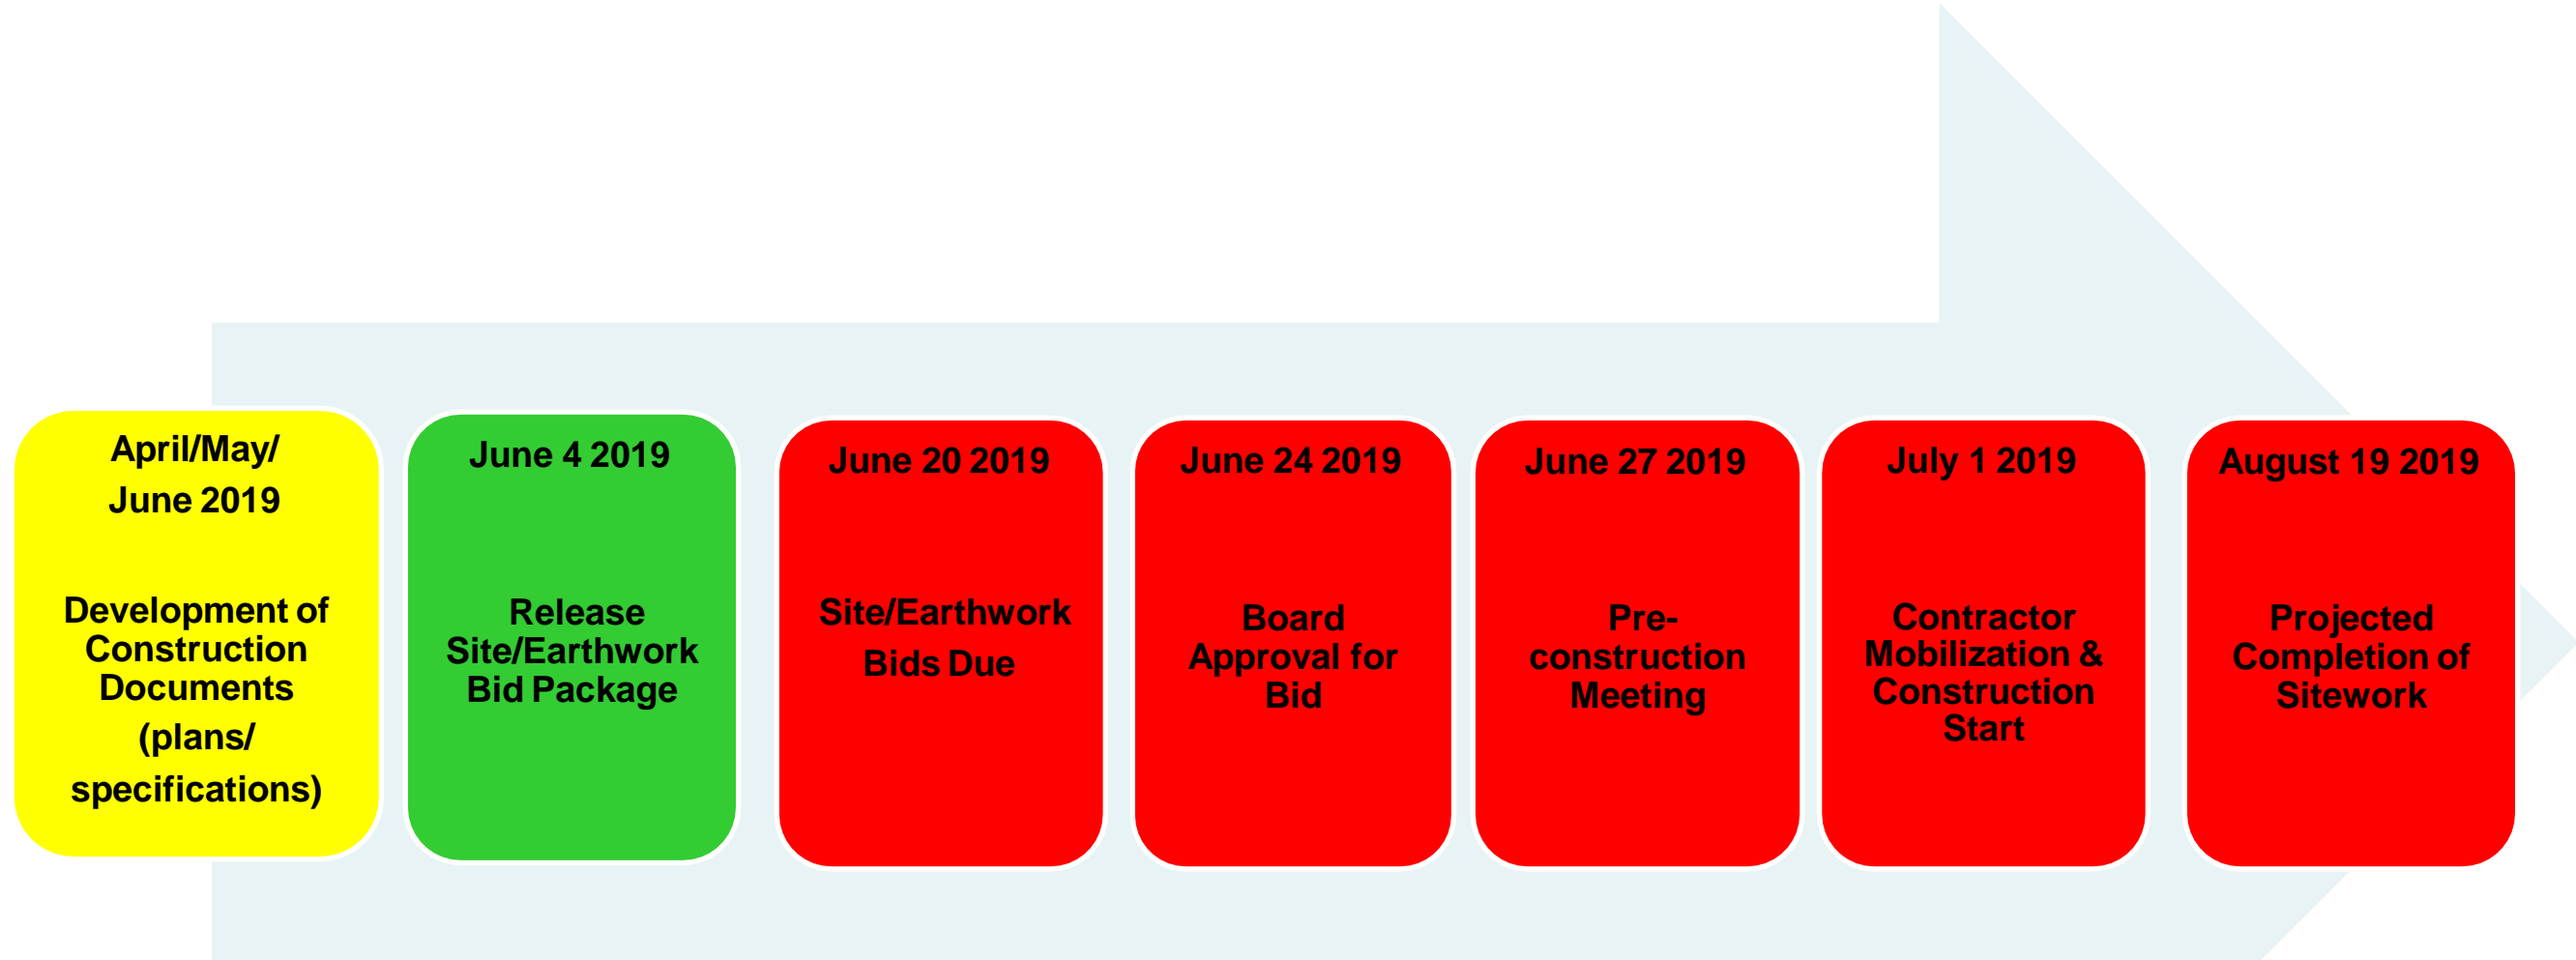 April/May/
June 2019
Development of
Construction
Documents
(plans/
specifications)
June 4 2019
Release
Site/Earthwork
Bid Package
June 20 2019
Site/Earthwork
Bids Due
June 24 2019
Board
Approval for
Bid
June 27 2019
Pre-
construction
Meeting
July 1 2019
Contractor
Mobilization &
Construction
Start
August 19 2019
Projected
Completion of
Sitework